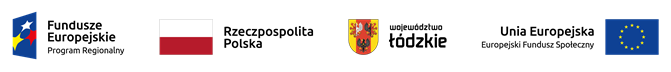 Fundusze
Europejskie
Program Regionalny
Rzeczpospolita
Polska
województwo
łódzkie
Unia Europejska
Europejski Fundusz Społeczny